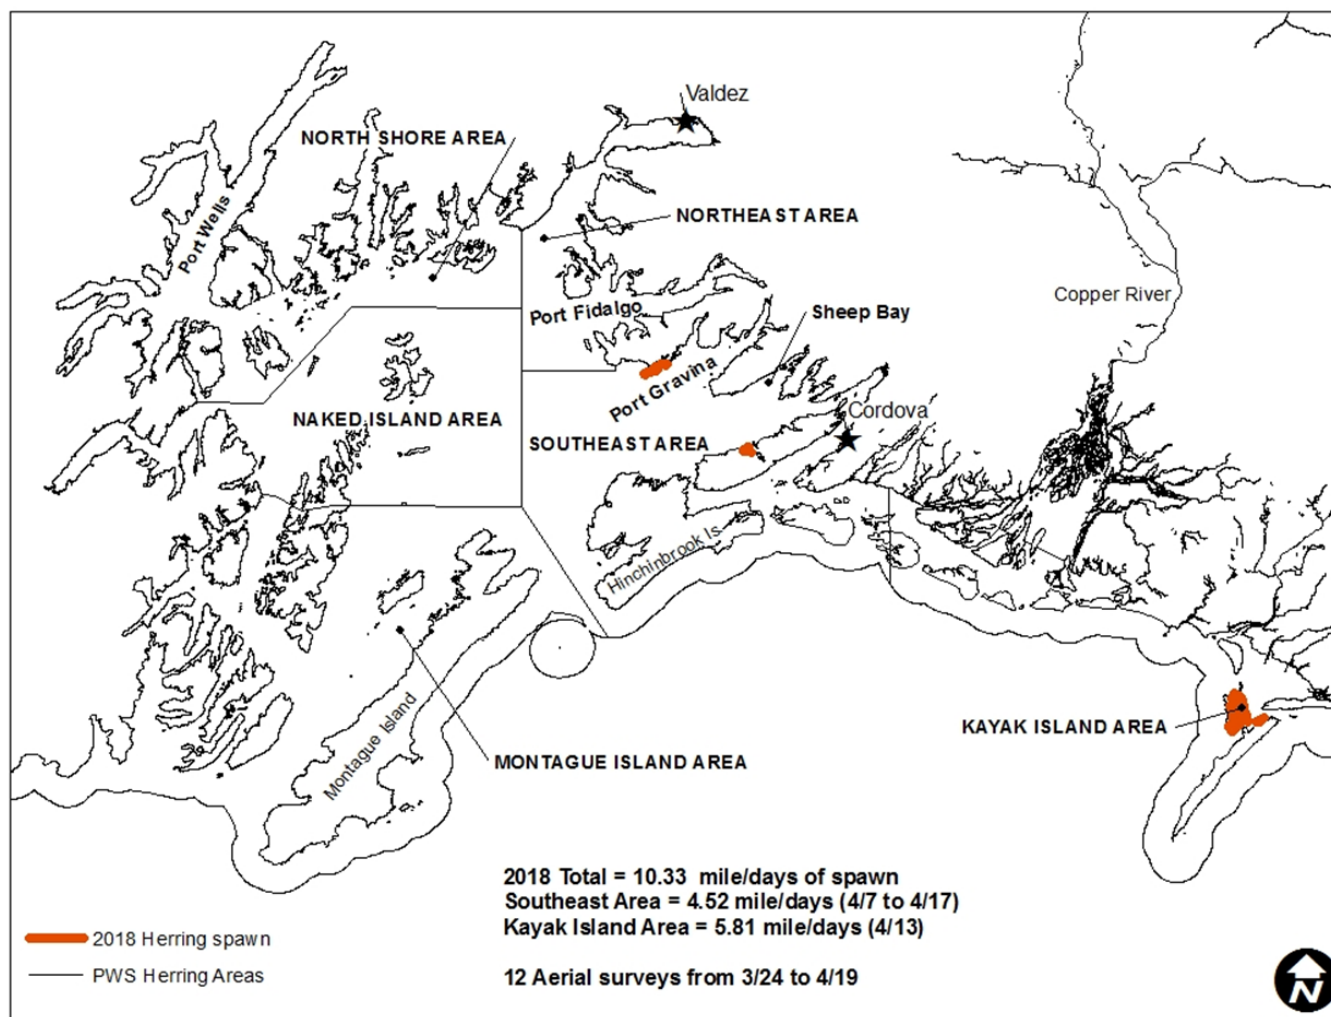 Valdez
NORTH SHORE AREA
Port Wells
NORTHEAST AREA
Copper River
Port Fidalgo
Sheep Bay
Port Gravina
Cordova
NAKED ISLAND AREA
SOUTHEAST AREA
Hinchinbrook Is
Montague Island
KAYAK ISLAND AREA
MONTAGUE ISLAND AREA
2018 Total = 10.33 mile/days of spawn
Southeast Area = 4.52 mile/days (4/7 to 4/17)
Kayak Island Area = 5.81 mile/days (4/13)
2018 Herring spawn
PWS Herring Areas
12 Aerial surveys from 3/24 to 4/19
N